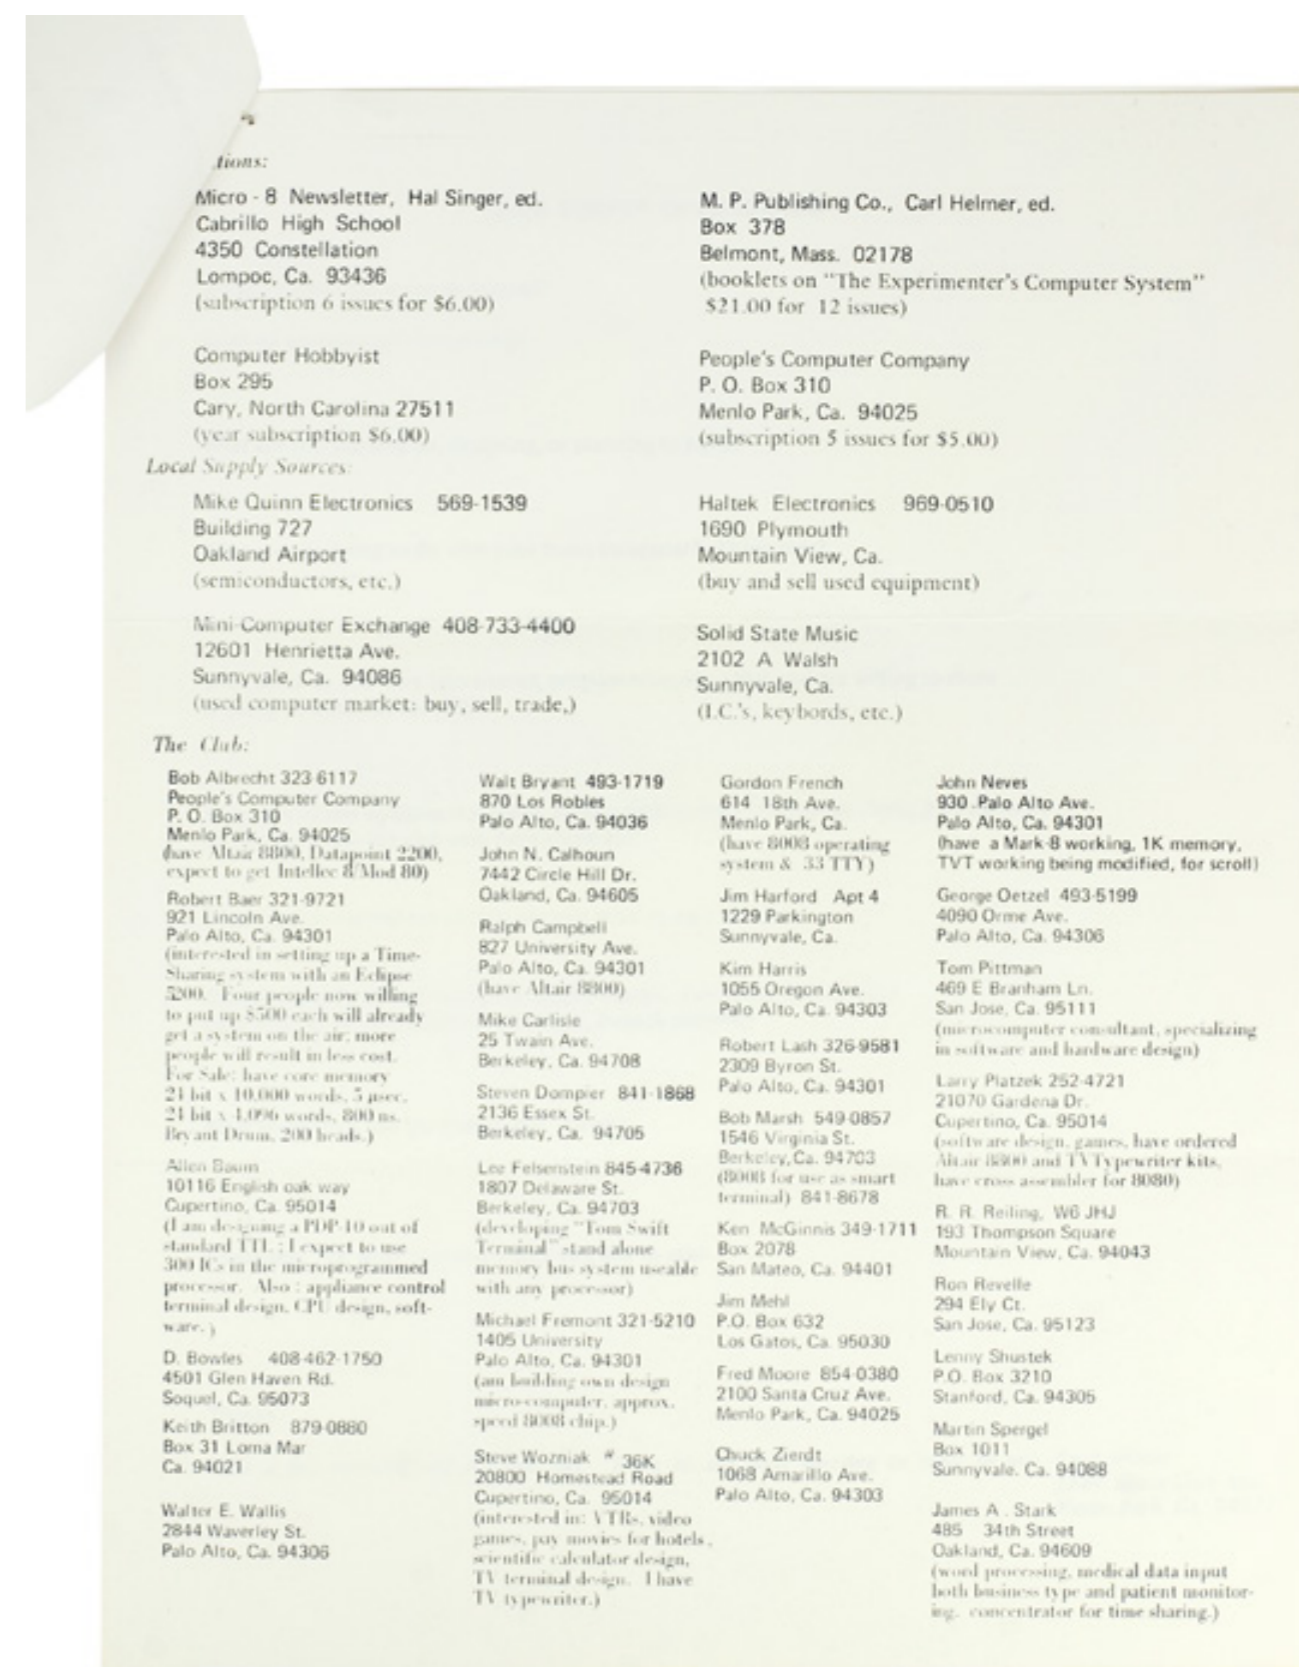 tions:
Micro - 8 Newsletter, Hal Singer, ed.
Cabrillo High School
4350 Constellation
Lompoc, Ca. 93436
(subscription 6 issues for $6.00)
Computer Hobbyist
Box 295
Cary, North Carolina 27511
(year subscription $6.00)
M. P. Publishing Co., Carl Helmer, ed.
Box 378
Belmont, Mass. 02178
(booklets on "The Experimenter's Computer System"
$21.00 for 12 issues)
People's Computer Company
P. O. Box 310
Menlo Park, Ca. 94025
(subscription 5 issues for $5.00)
Local Supply Sources:
Mike Quinn Electronics 569-1539
Building 727
Oakland Airport
(semiconductors, etc.)
Mini-Computer Exchange 408-733-4400
12601 Henrietta Ave.
Sunnyvale, Ca. 94086
(used computer market: buy, sell, trade,)
Haltek Electronics 969-0510
1690 Plymouth
Mountain View, Ca.
(buy and sell used equipment)
Solid State Music
2102 A Walsh
Sunnyvale, Ca.
(I.C.'s, keybords, etc.)
The Club:
Bob Albrecht 323-6117
People's Computer Company
P. O. Box 310
Menlo Park, Ca. 94025
(have Altair 8800, Datapoint 2200,
expect to get Intellec 8/Mod 80)
Robert Baer 321-9721
921 Lincoln Ave.
Palo Alto, Ca. 94301
(interested in setting up a Time-
Sharing system with an Eclipse
5200. Four people now willing
to put up $500 each will already
get a system on the air; more
people will result in less cost.
For Sale: have core memory
24 bit x 10,000 words, 5 µsec.
24 bit x 4,096 words, 800 ns.
Bryant Drum, 200 heads.)
Allen Baum
10116 English oak way
Cupertino, Ca. 95014
(I am designing a PDP-10 out of
standard TTL : I expect to use
300 ICs in the microprogrammed
processor. Also : appliance control
terminal design, CPU design, soft-
ware.)
D. Bowles 408-462-1750
4501 Glen Haven Rd.
Soquel, Ca. 95073
Keith Britton 879-0880
Box 31 Loma Mar
Ca. 94021
Walter E. Wallis
2844 Waverley St.
Palo Alto, Ca. 94306
Walt Bryant 493-1719
870 Los Robles
Palo Alto, Ca. 94036
John N. Calhoun
7442 Circle Hill Dr.
Oakland, Ca. 94605
Ralph Campbell
827 University Ave.
Palo Alto, Ca. 94301
(have Altair 8800)
Mike Carlisle
25 Twain Ave.
Berkeley, Ca. 94708
Steven Dompier 841-1868
2136 Essex St.
Berkeley, Ca. 94705
Lee Felsenstein 845-4736
1807 Delaware St.
Berkeley, Ca. 94703
(developing "Tom Swift
Terminal" stand alone
memory bus system useable
with any processor)
Michael Fremont 321-5210
1405 University
Palo Alto, Ca. 94301
(am building own design
micro-computer, approx.
speed 8008 chip.)
Steve Wozniak # 36K
20800 Homestead Road
Cupertino, Ca. 95014
(interested in: VTRs, video
games, pay movies for hotels,
scientific calculator design,
TV terminal design. I have
TV typewriter.)
Gordon French
614 18th Ave.
Menlo Park, Ca.
(have 8008 operating
system & 33 TTY)
Jim Harford Apt 4
1229 Parkington
Sunnyvale, Ca.
Kim Harris
1055 Oregon Ave.
Palo Alto, Ca. 94303
Robert Lash 326-9581
2309 Byron St.
Palo Alto, Ca. 94301
Bob Marsh 549-0857
1546 Virginia St.
Berkeley, Ca. 94703
(8008 for use as smart
terminal) 841-8678
Ken McGinnis 349-1711
Box 2078
San Mateo, Ca. 94401
Jim Mehl
P.O. Box 632
Los Gatos, Ca. 95030
Fred Moore 854-0380
2100 Santa Cruz Ave.
Menlo Park, Ca. 94025
Chuck Zierdt
1068 Amarillo Ave.
Palo Alto, Ca. 94303
John Neves
930 .Palo Alto Ave.
Palo Alto, Ca. 94301
(have a Mark-8 working, 1K memory,
TVT working being modified, for scroll)
George Oetzel 493-5199
4090 Orme Ave.
Palo Alto, Ca. 94306
Tom Pittman
469 E Branham Ln.
San Jose, Ca. 95111
(microcomputer consultant, specializing
in software and hardware design)
Larry Platzek 252-4721
21070 Gardena Dr.
Cupertino, Ca. 95014
(software design, games, have ordered
Altair 8800 and TVTypewriter kits,
have cross assembler for 8080)
R. R. Reiling, W6 JHJ
193 Thompson Square
Mountain View, Ca. 94043
Ron Revelle
294 Ely Ct.
San Jose, Ca. 95123
Lenny Shustek
P.O. Box 3210
Stanford, Ca. 94305
Martin Spergel
Box 1011
Sunnyvale. Ca. 94088
James A . Stark
485 34th Street
Oakland, Ca. 94609
(word processing, medical data input
both business type and patient monitor-
ing. concentrator for time sharing.)